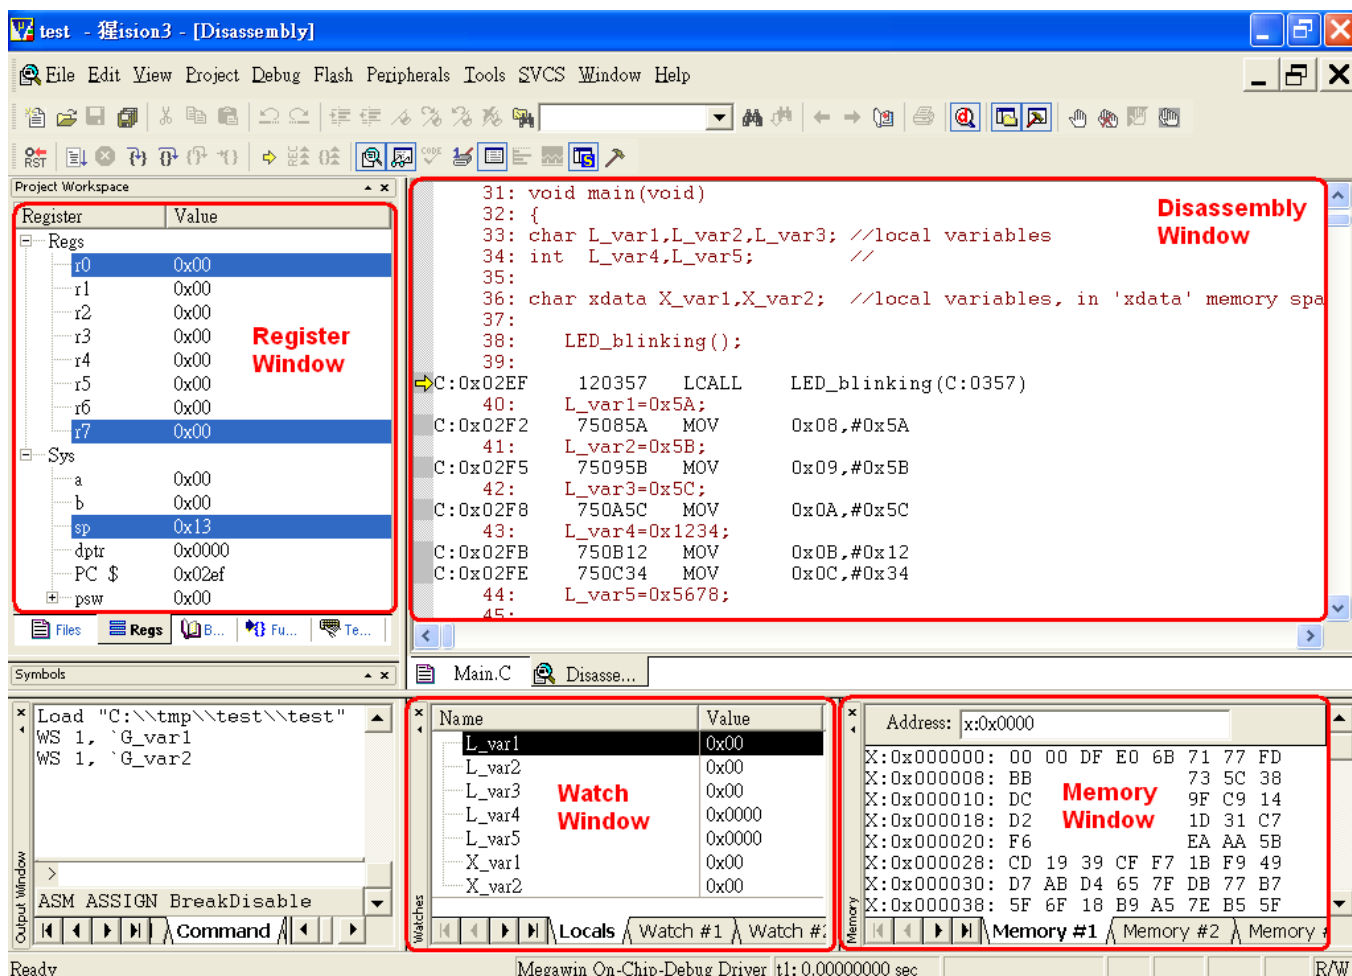 test - 猩ision3 - [Disassembly]
File Edit View Project Debug Flash Peripherals Tools SVCS Window Help
RST
CODE
Project Workspace
Register Value
Regs
r0 0x00
r1 0x00
r2 0x00
r3 0x00
r4 0x00
r5 0x00
r6 0x00
r7 0x00
Sys
a 0x00
b 0x00
sp 0x13
dptr 0x0000
PC $ 0x02ef
psw 0x00
Register
Window
Files Regs B... Fu... Te...
31: void main(void)
32: {
33: char L_var1,L_var2,L_var3; //local variables
34: int L_var4,L_var5; //
35:
36: char xdata X_var1,X_var2; //local variables, in 'xdata' memory spa
37:
38: LED_blinking();
39:
C:0x02EF 120357 LCALL LED_blinking(C:0357)
40: L_var1=0x5A;
C:0x02F2 75085A MOV 0x08,#0x5A
41: L_var2=0x5B;
C:0x02F5 75095B MOV 0x09,#0x5B
42: L_var3=0x5C;
C:0x02F8 750A5C MOV 0x0A,#0x5C
43: L_var4=0x1234;
C:0x02FB 750B12 MOV 0x0B,#0x12
C:0x02FE 750C34 MOV 0x0C,#0x34
44: L_var5=0x5678;
45:
Disassembly
Window
Main.C Disasse...
Symbols
Load "C:\\tmp\\test\\test"
WS 1, `G_var1
WS 1, `G_var2
>
ASM ASSIGN BreakDisable
Command
Output Window
Name Value
L_var1 0x00
L_var2 0x00
L_var3 0x00
L_var4 0x0000
L_var5 0x0000
X_var1 0x00
X_var2 0x00
Watch
Window
Locals Watch #1 Watch #2
Watches
Address: x:0x0000
X:0x000000: 00 00 DF E0 6B 71 77 FD
X:0x000008: BB 73 5C 38
X:0x000010: DC 9F C9 14
X:0x000018: D2 1D 31 C7
X:0x000020: F6 EA AA 5B
X:0x000028: CD 19 39 CF F7 1B F9 49
X:0x000030: D7 AB D4 65 7F DB 77 B7
X:0x000038: 5F 6F 18 B9 A5 7E B5 5F
Memory
Window
Memory #1 Memory #2 Memory #
Memory
Ready Megawin On-Chip-Debug Driver t1: 0.00000000 sec R/W